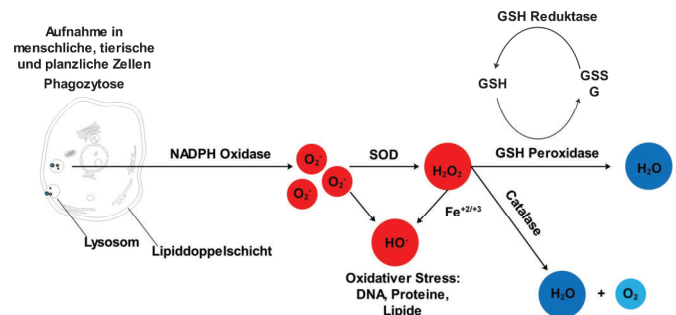 Aufnahme in
menschliche, tierische
und planzliche Zellen
Phagozytose
GSH Reduktase
GSH
GSS
G
NADPH Oxidase
SOD
GSH Peroxidase
O₂⁻
O₂⁻
O₂⁻
H₂O₂
H₂O
Fe⁺²/⁺³
Catalase
HO⁻
Lysosom
Lipiddoppelschicht
Oxidativer Stress:
DNA, Proteine,
Lipide
H₂O + O₂